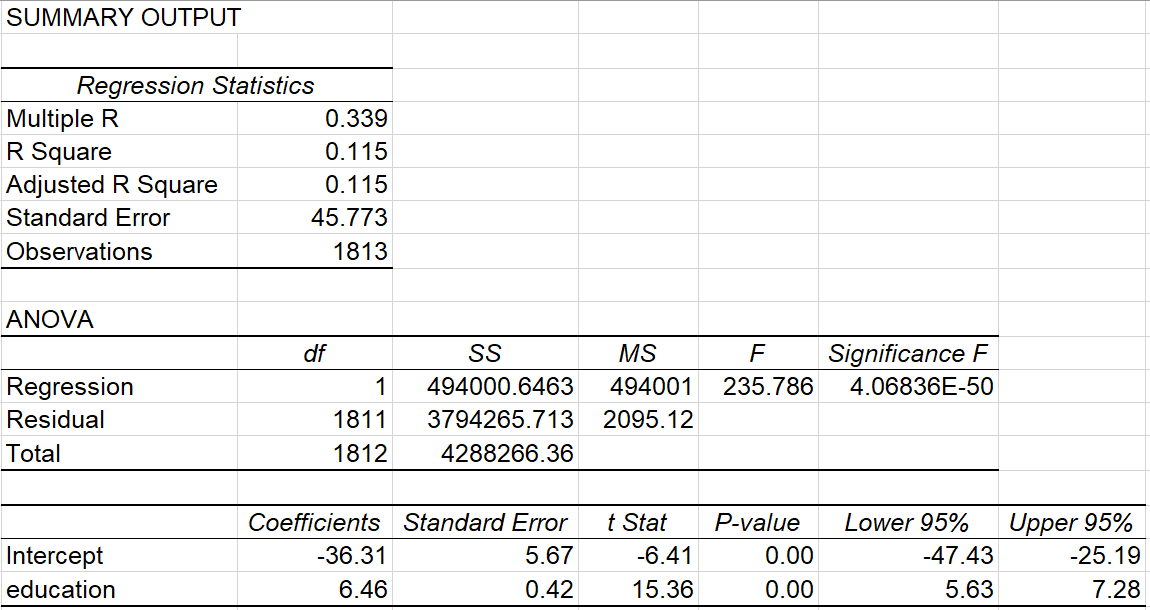 SUMMARY OUTPUT
Regression Statistics
Multiple R 0.339
R Square 0.115
Adjusted R Square 0.115
Standard Error 45.773
Observations 1813
ANOVA
df SS MS F Significance F
Regression 1 494000.6463 494001 235.786 4.06836E-50
Residual 1811 3794265.713 2095.12
Total 1812 4288266.36
Coefficients Standard Error t Stat P-value Lower 95% Upper 95%
Intercept -36.31 5.67 -6.41 0.00 -47.43 -25.19
education 6.46 0.42 15.36 0.00 5.63 7.28